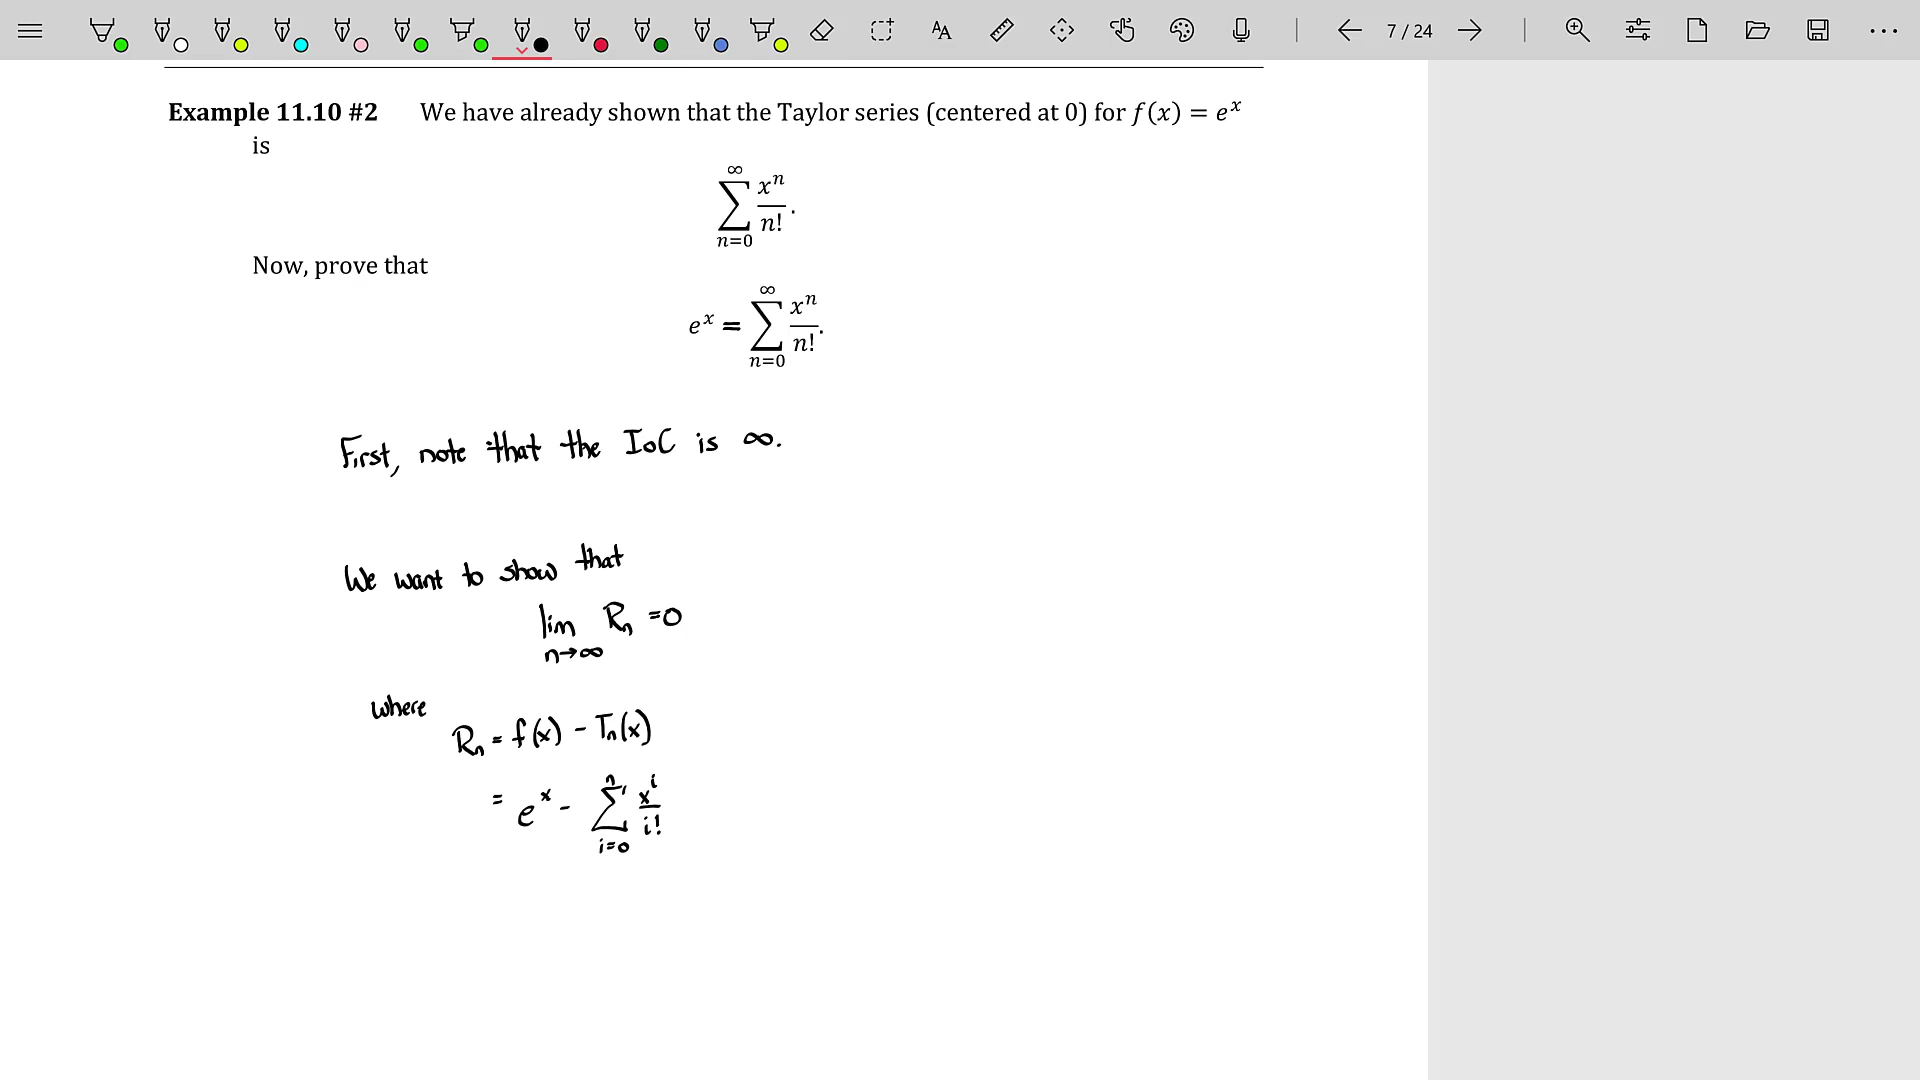 7 / 24
Example 11.10 #2 We have already shown that the Taylor series (centered at 0) for f(x) = e^x
is
∞
∑ x^n/n!.
n=0
Now, prove that
∞
e^x = ∑ x^n/n!.
n=0
First, note that the IoC is ∞.
We want to show that
lim R_n = 0
n→∞
where
R_n = f(x) - T_n(x)
n
= e^x - ∑ x^i/i!
i=0